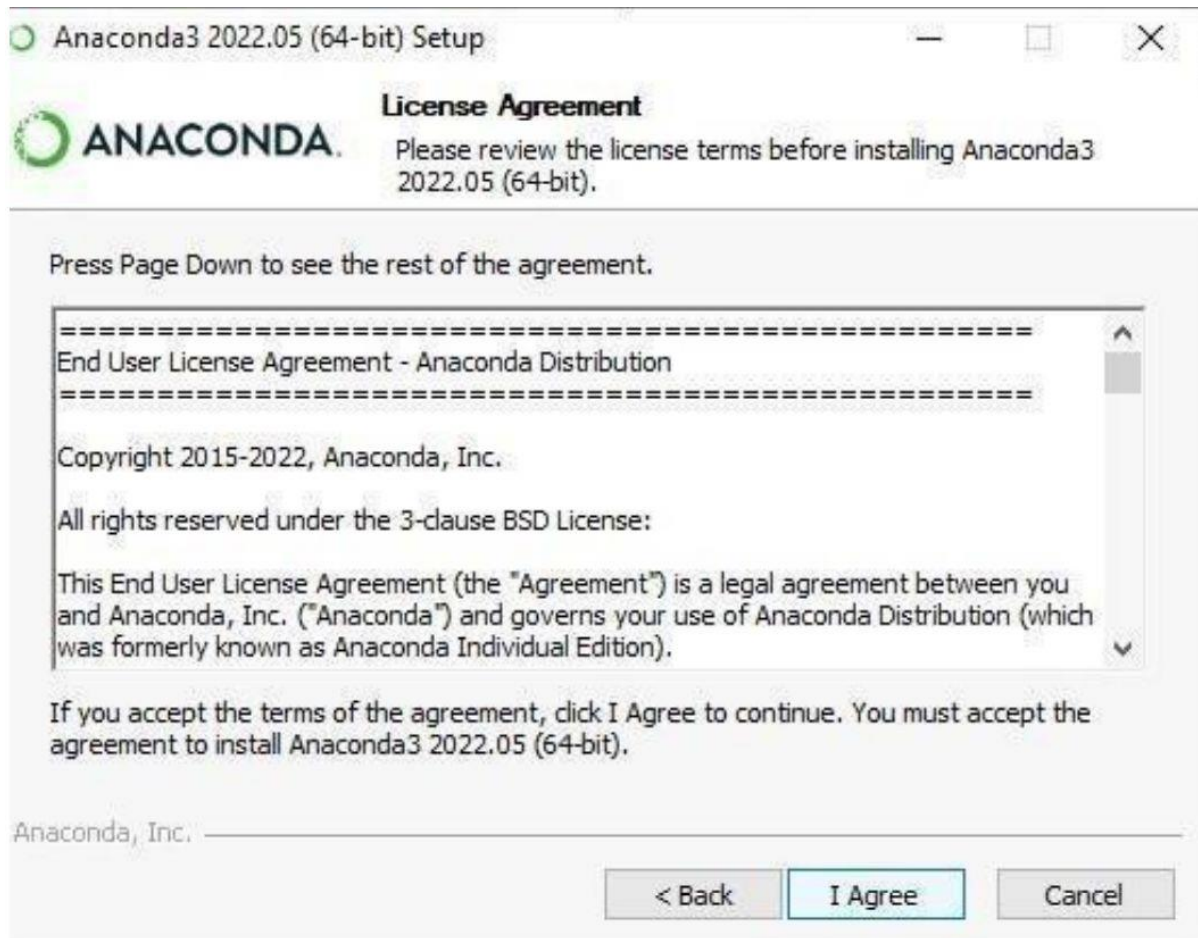 Anaconda3 2022.05 (64-bit) Setup
ANACONDA.
License Agreement
Please review the license terms before installing Anaconda3
2022.05 (64-bit).
Press Page Down to see the rest of the agreement.
==================================================
End User License Agreement - Anaconda Distribution
==================================================
Copyright 2015-2022, Anaconda, Inc.
All rights reserved under the 3-clause BSD License:
This End User License Agreement (the "Agreement") is a legal agreement between you
and Anaconda, Inc. ("Anaconda") and governs your use of Anaconda Distribution (which
was formerly known as Anaconda Individual Edition).
If you accept the terms of the agreement, click I Agree to continue. You must accept the
agreement to install Anaconda3 2022.05 (64-bit).
Anaconda, Inc.
< Back
I Agree
Cancel